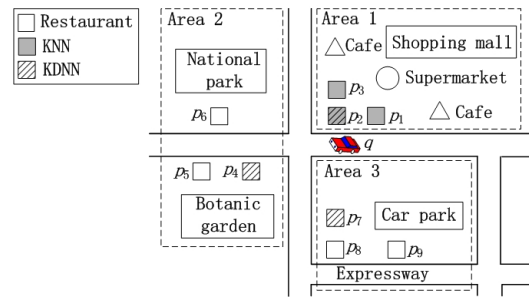 Restaurant
KNN
KDNN
Area 2
National
park
p6
p5
p4
Botanic
garden
Area 1
Cafe
Shopping mall
Supermarket
p3
p2
p1
Cafe
q
Area 3
p7
Car park
p8
p9
Expressway